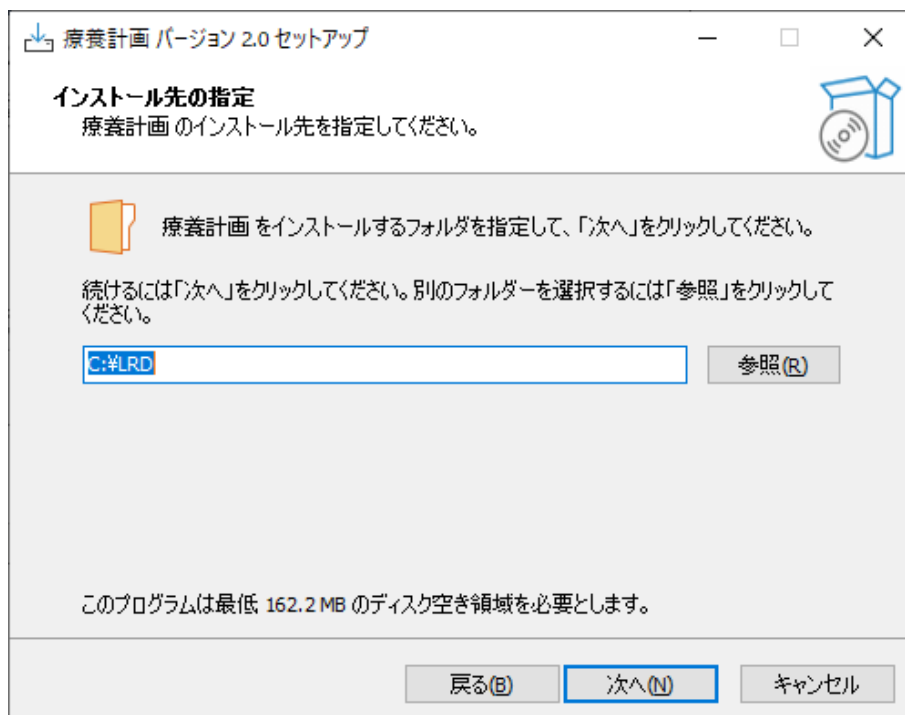 療養計画 バージョン 2.0 セットアップ
インストール先の指定
療養計画 のインストール先を指定してください。
療養計画 をインストールするフォルダを指定して、「次へ」をクリックしてください。
続けるには「次へ」をクリックしてください。別のフォルダーを選択するには「参照」をクリックして
ください。
C:¥LRD
参照(R)
このプログラムは最低 162.2 MB のディスク空き領域を必要とします。
戻る(B)
次へ(N)
キャンセル